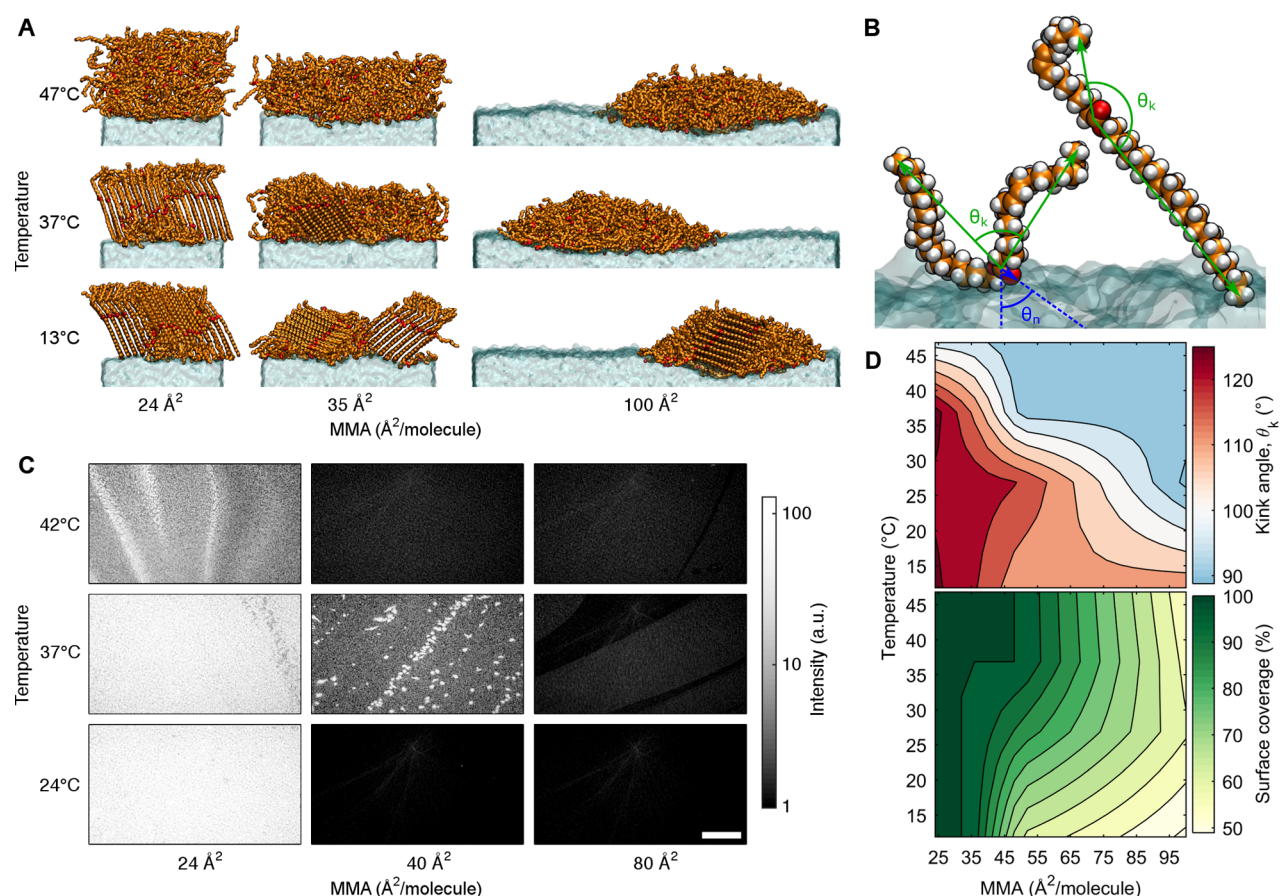 A
47°C
37°C
13°C
Temperature
24 Å²
35 Å²
100 Å²
MMA (Å²/molecule)
B
θk
θk
θn
C
42°C
37°C
24°C
Temperature
24 Å²
40 Å²
80 Å²
MMA (Å²/molecule)
100
10
1
Intensity (a.u.)
D
45
40
35
30
25
20
15
120
110
100
90
Kink angle, θk (°)
Temperature (°C)
45
40
35
30
25
20
15
100
90
80
70
60
50
Surface coverage (%)
25 35 45 55 65 75 85 95
MMA (Å²/molecule)